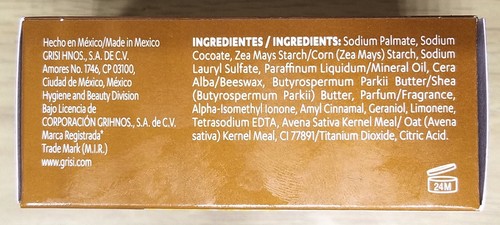 Hecho en México/Made in Mexico
GRISI HNOS., S.A. DE C.V.
Amores No. 1746, CP 03100,
Ciudad de México, México
Hygiene and Beauty Division
Bajo Licencia de
CORPORACIÓN GRIHNOS., S.A. de C.V.
Marca Registrada*
Trade Mark (M.I.R.)
www.grisi.com
INGREDIENTES / INGREDIENTS: Sodium Palmate, Sodium
Cocoate, Zea Mays Starch/Corn (Zea Mays) Starch, Sodium
Lauryl Sulfate, Paraffinum Liquidum/Mineral Oil, Cera
Alba/Beeswax, Butyrospermum Parkii Butter/Shea
(Butyrospermum Parkii) Butter, Parfum/Fragrance,
Alpha-Isomethyl Ionone, Amyl Cinnamal, Geraniol, Limonene,
Tetrasodium EDTA, Avena Sativa Kernel Meal/ Oat (Avena
sativa) Kernel Meal, CI 77891/Titanium Dioxide, Citric Acid.
24M